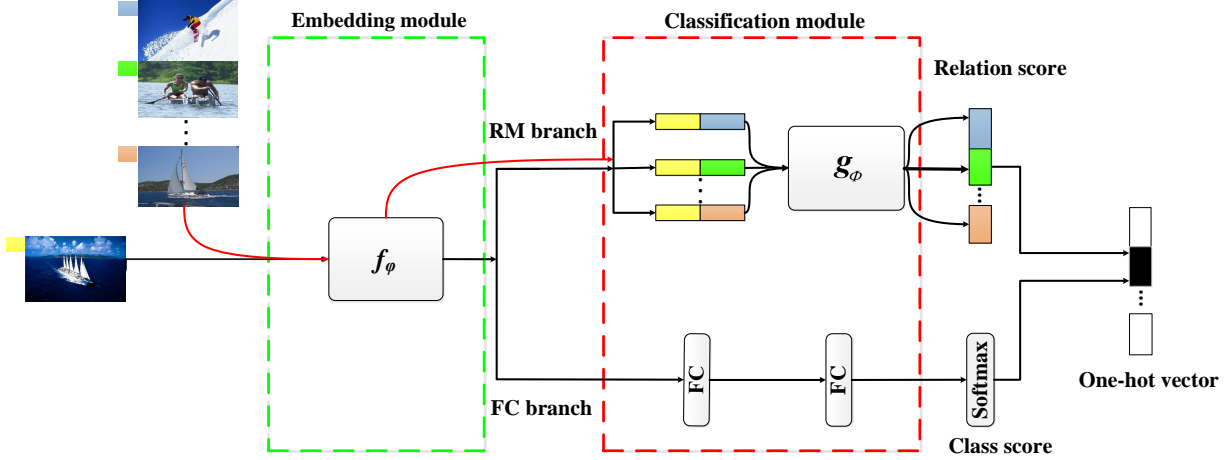 Embedding module
Classification module
Relation score
RM branch
g_Φ
f_φ
FC
FC
Softmax
One-hot vector
FC branch
Class score